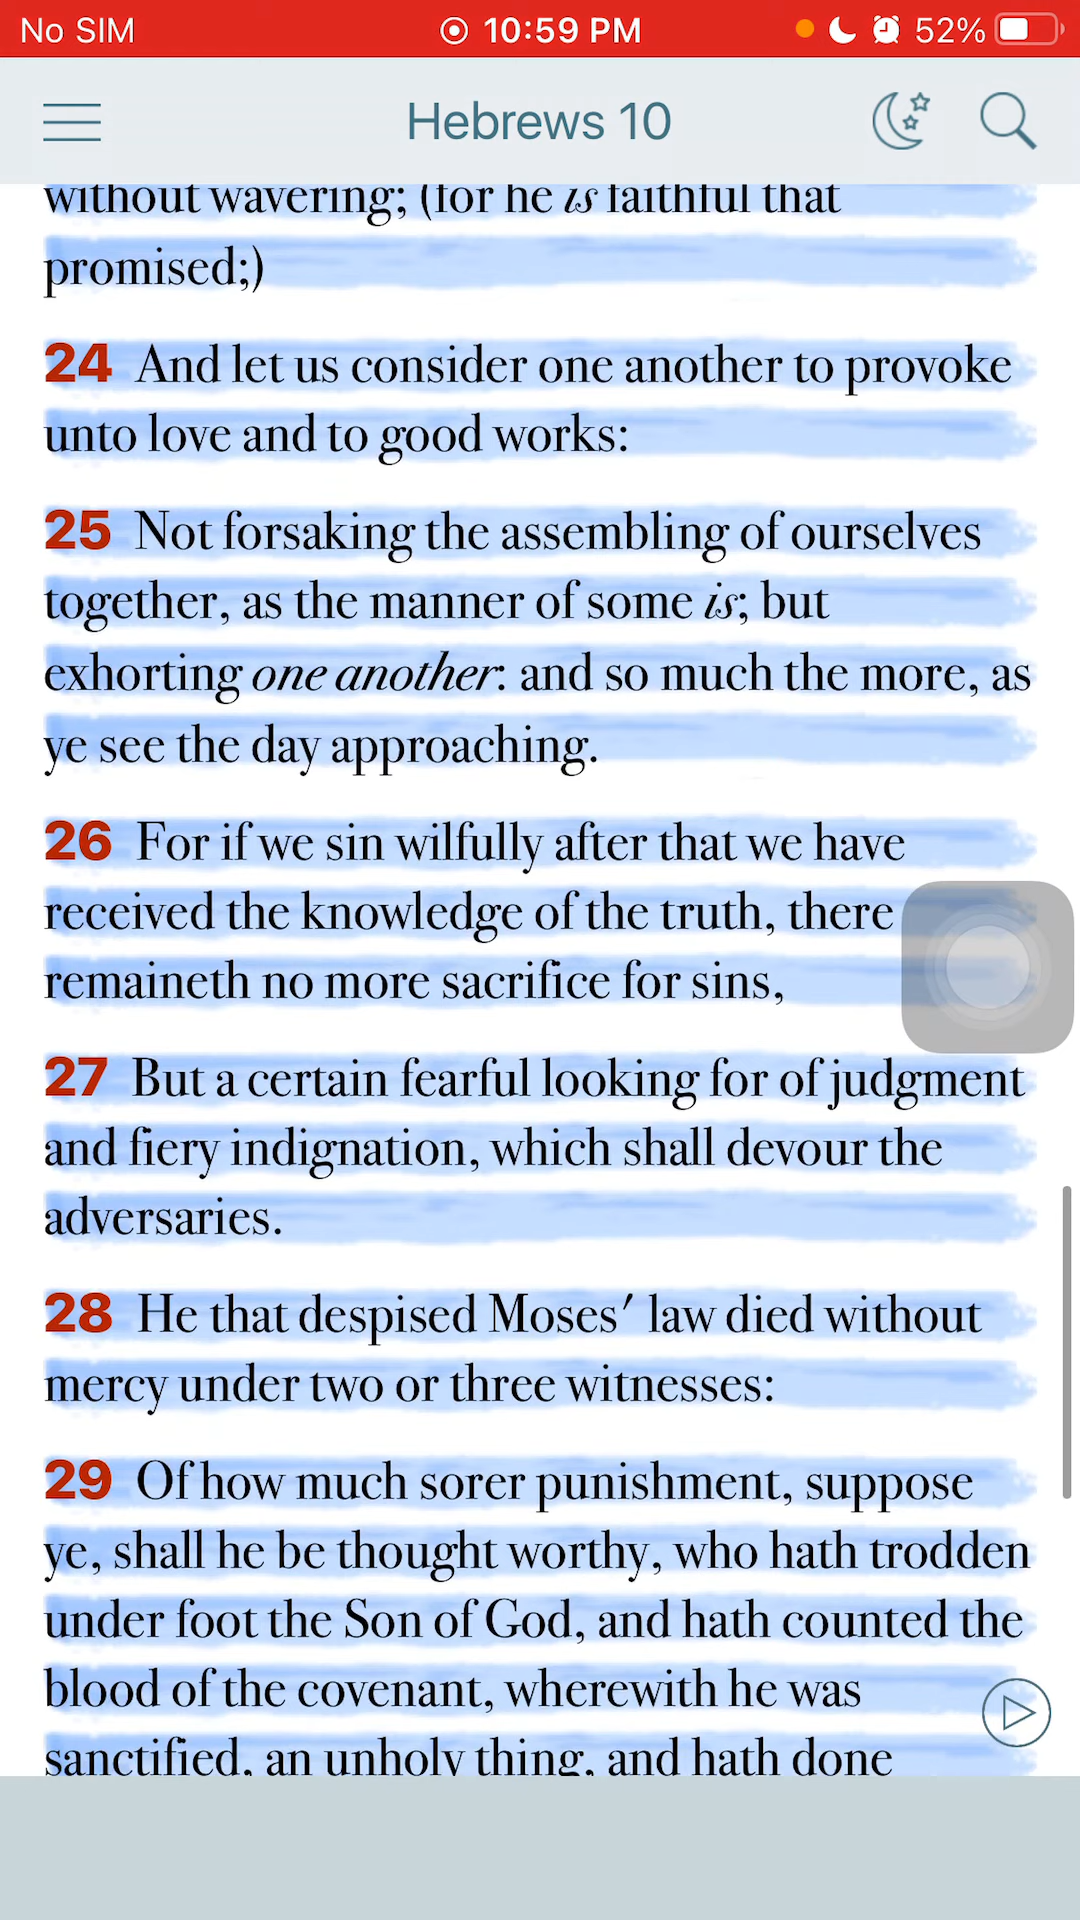 No SIM
10:59 PM
52%
Hebrews 10
without wavering; (for he is faithful that
promised;)
24 And let us consider one another to provoke
unto love and to good works:
25 Not forsaking the assembling of ourselves
together, as the manner of some is; but
exhorting one another: and so much the more, as
ye see the day approaching.
26 For if we sin wilfully after that we have
received the knowledge of the truth, there
remaineth no more sacrifice for sins,
27 But a certain fearful looking for of judgment
and fiery indignation, which shall devour the
adversaries.
28 He that despised Moses′ law died without
mercy under two or three witnesses:
29 Of how much sorer punishment, suppose
ye, shall he be thought worthy, who hath trodden
under foot the Son of God, and hath counted the
blood of the covenant, wherewith he was
sanctified, an unholy thing, and hath done